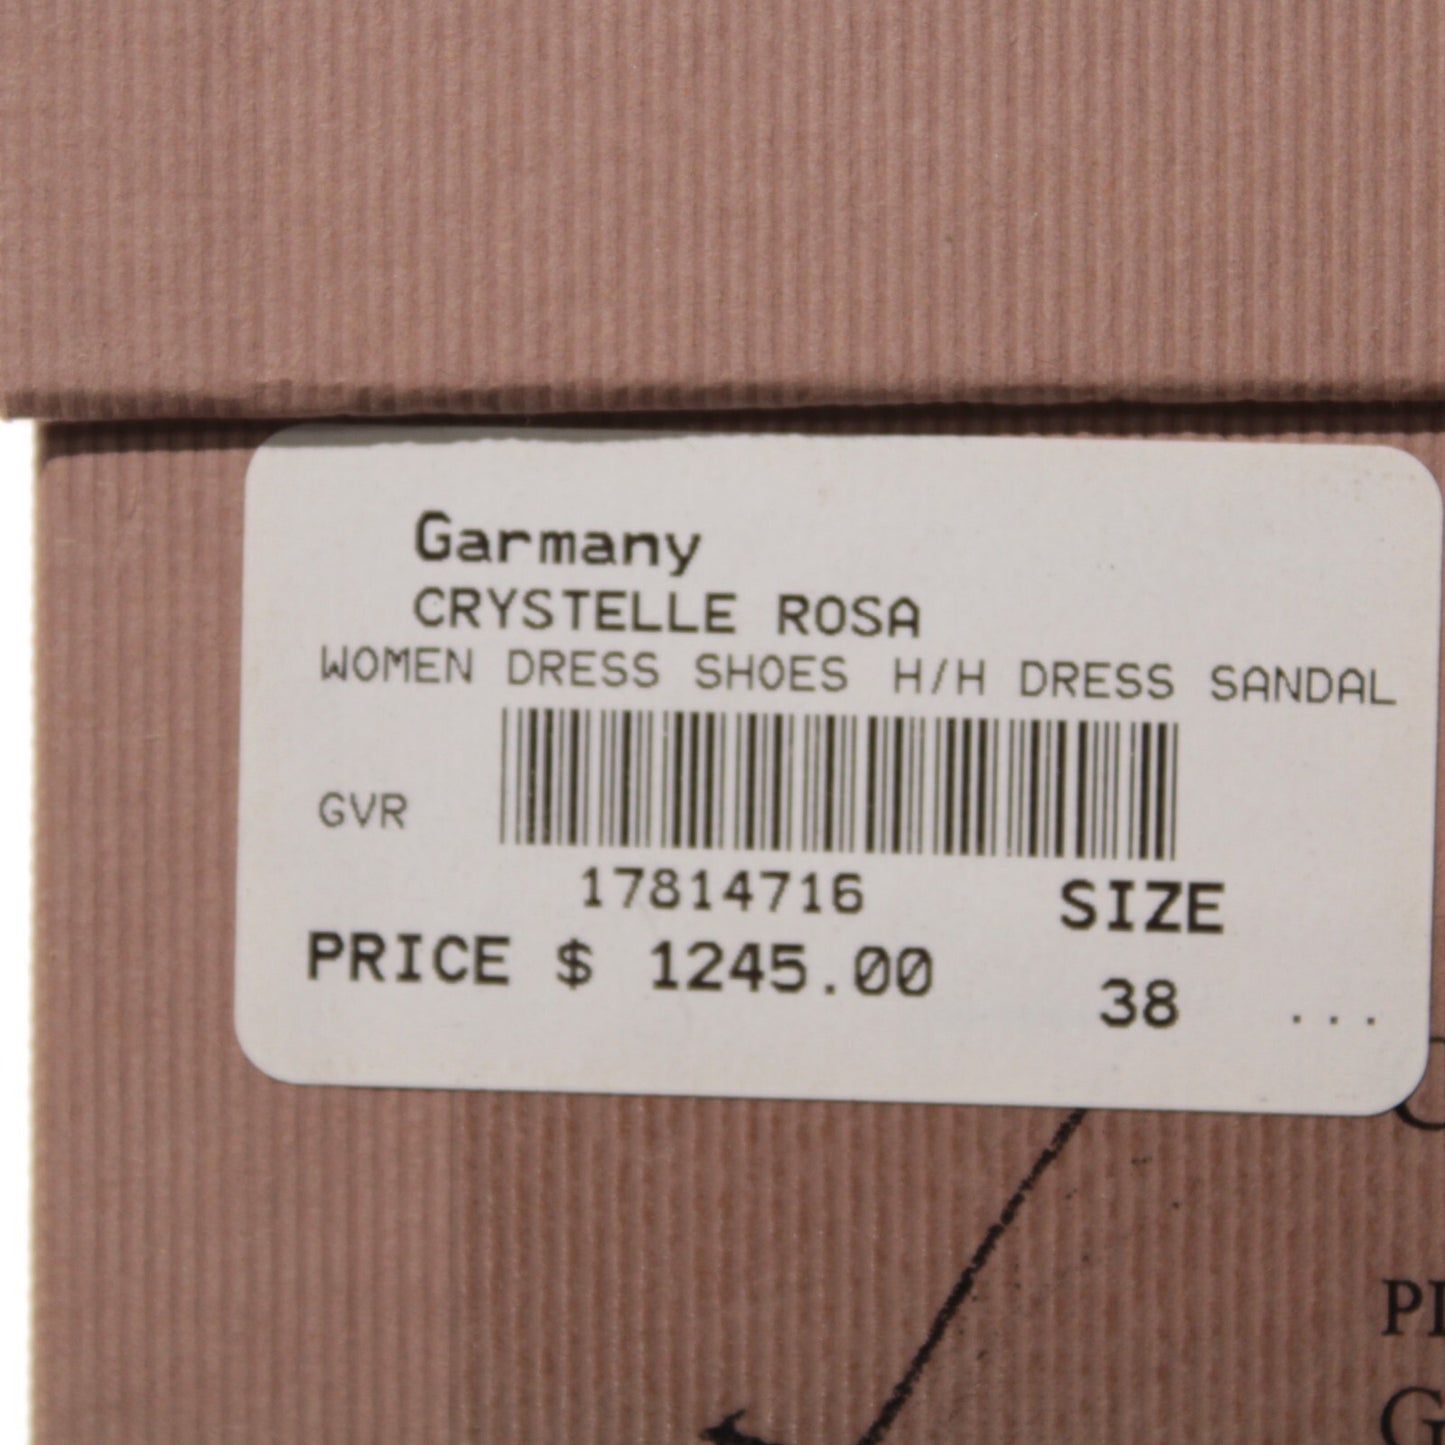 Garmany
CRYSTELLE ROSA
WOMEN DRESS SHOES H/H DRESS SANDAL
GVR
17814716
SIZE
PRICE $ 1245.00
38 ...